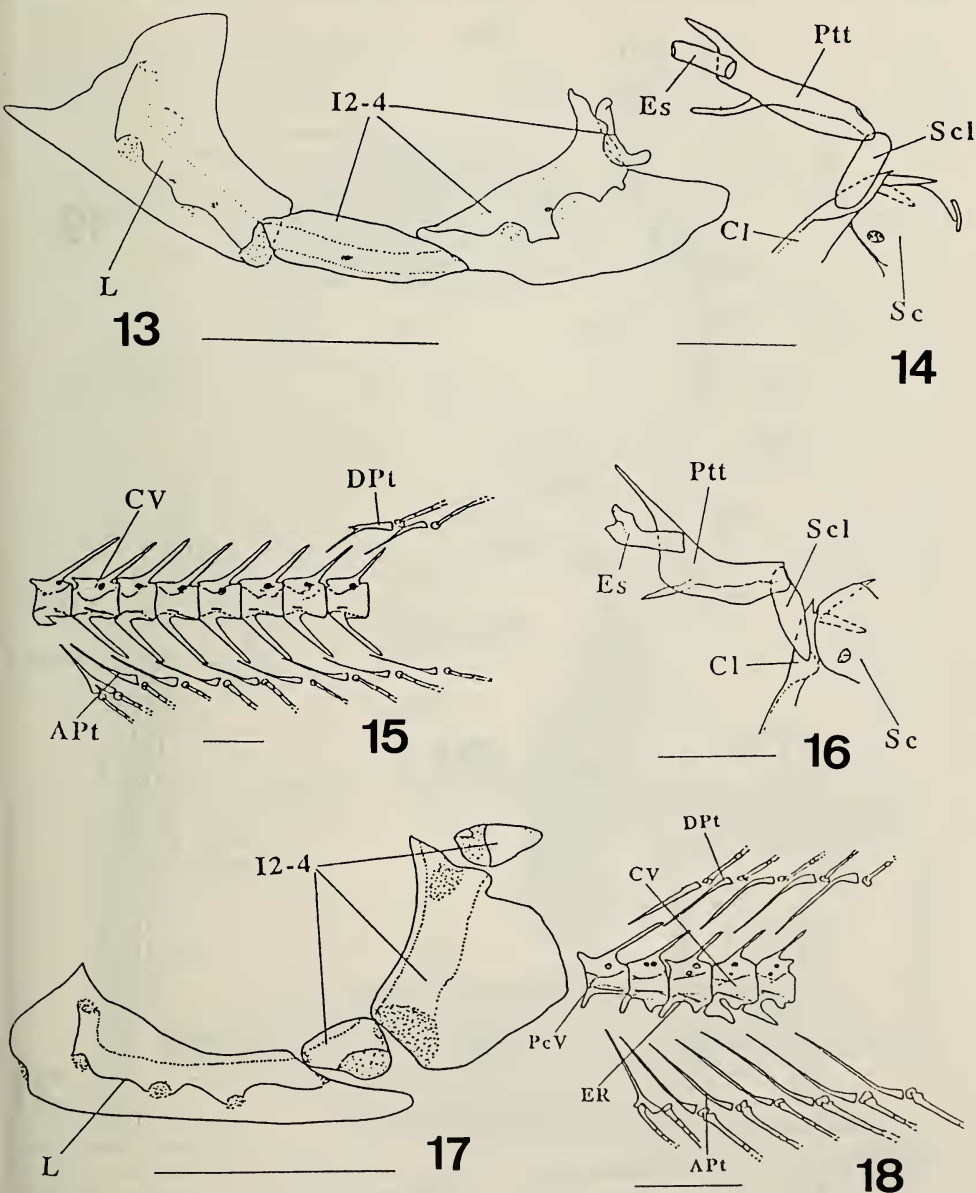 Ptt
Es
I2-4
Scl
Cl
L
Sc
13
14
DPt
CV
Ptt
Scl
Es
Cl
APt
15
16
Sc
DPt
I2-4
CV
PcV
ER
L
17
APt
18